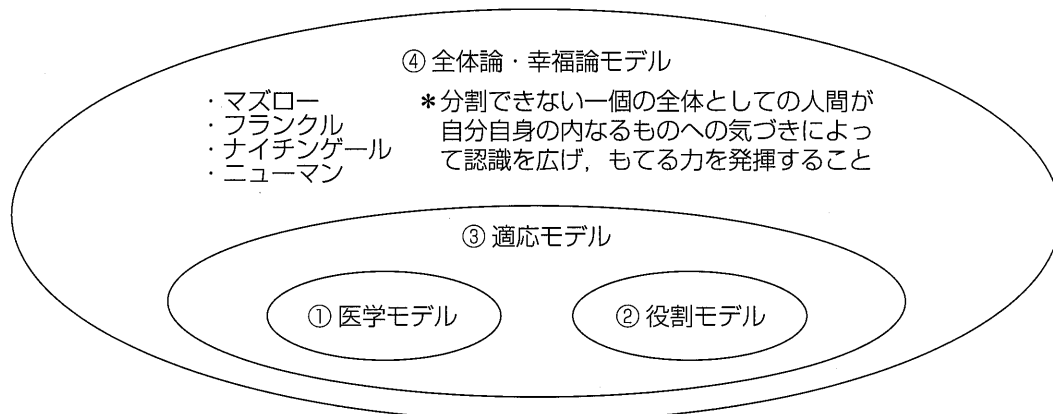 ④ 全体論・幸福論モデル
・マズロー
・フランクル
・ナイチンゲール
・ニューマン
＊分割できない一個の全体としての人間が
自分自身の内なるものへの気づきによっ
て認識を広げ，もてる力を発揮すること
③ 適応モデル
① 医学モデル
② 役割モデル